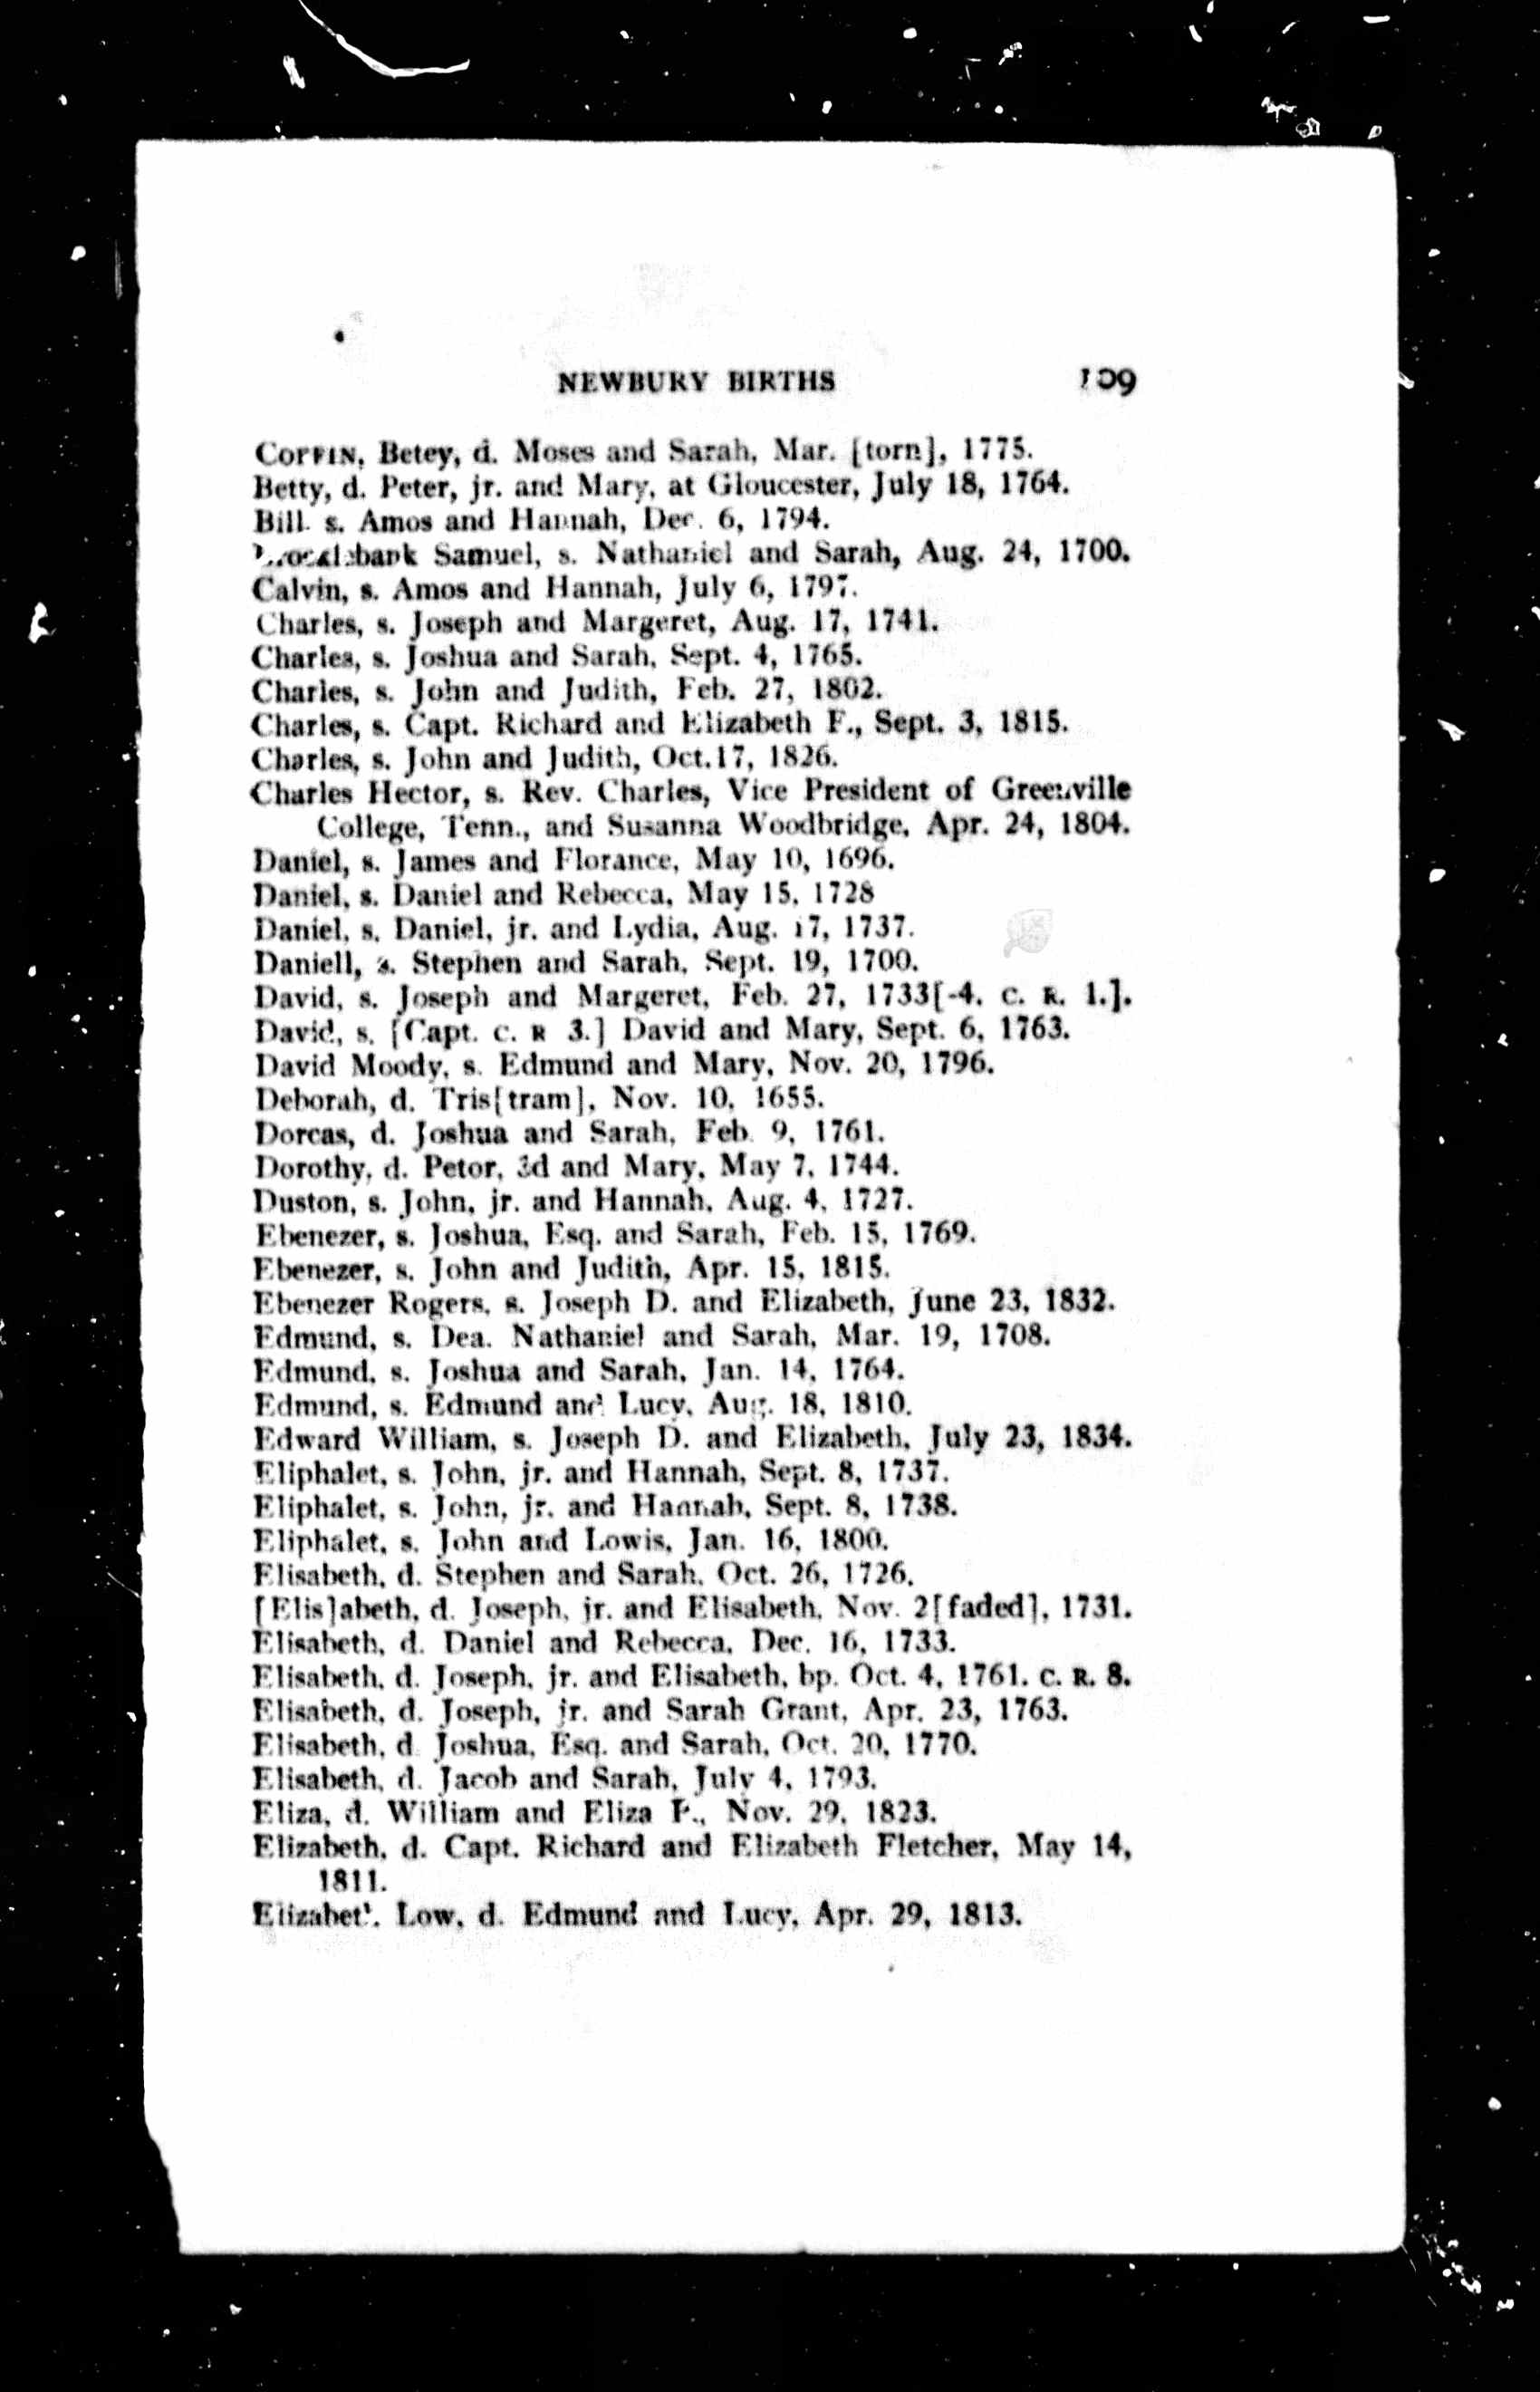 NEWBURY BIRTHS 109
COFFIN, Betey, d. Moses and Sarah, Mar. [torn], 1775.
Betty, d. Peter, jr. and Mary, at Gloucester, July 18, 1764.
Bill, s. Amos and Hannah, Dec. 6, 1794.
Samuel, s. Nathaniel and Sarah, Aug. 24, 1700.
Calvin, s. Amos and Hannah, July 6, 1797.
Charles, s. Joseph and Margeret, Aug. 17, 1741.
Charles, s. Joshua and Sarah, Sept. 4, 1765.
Charles, s. John and Judith, Feb. 27, 1802.
Charles, s. Capt. Richard and Elizabeth F., Sept. 3, 1815.
Charles, s. John and Judith, Oct.17, 1826.
Charles Hector, s. Rev. Charles, Vice President of Greenville
College, Tenn., and Susanna Woodbridge, Apr. 24, 1804.
Daniel, s. James and Florance, May 10, 1696.
Daniel, s. Daniel and Rebecca, May 15, 1728
Daniel, s. Daniel, jr. and Lydia, Aug. 17, 1737.
Daniell, s. Stephen and Sarah, Sept. 19, 1700.
David, s. Joseph and Margeret, Feb. 27, 1733[-4. C. R. 1.].
David, s. [Capt. C. R 3.] David and Mary, Sept. 6, 1763.
David Moody, s. Edmund and Mary, Nov. 20, 1796.
Deborah, d. Tris[tram], Nov. 10, 1655.
Dorcas, d. Joshua and Sarah, Feb. 9, 1761.
Dorothy, d. Petor, 3d and Mary, May 7, 1744.
Duston, s. John, jr. and Hannah, Aug. 4, 1727.
Ebenezer, s. Joshua, Esq. and Sarah, Feb. 15, 1769.
Ebenezer, s. John and Judith, Apr. 15, 1815.
Ebenezer Rogers, s. Joseph D. and Elizabeth, June 23, 1832.
Edmund, s. Dea. Nathaniel and Sarah, Mar. 19, 1708.
Edmund, s. Joshua and Sarah, Jan. 14, 1764.
Edmund, s. Edmund and Lucy, Aug. 18, 1810.
Edward William, s. Joseph D. and Elizabeth, July 23, 1834.
Eliphalet, s. John, jr. and Hannah, Sept. 8, 1737.
Eliphalet, s. John, jr. and Hannah, Sept. 8, 1738.
Eliphalet, s. John and Lowis, Jan. 16, 1800.
Elisabeth, d. Stephen and Sarah, Oct. 26, 1726.
[Elis]abeth, d. Joseph, jr. and Elisabeth, Nov. 2[faded], 1731.
Elisabeth, d. Daniel and Rebecca, Dec. 16, 1733.
Elisabeth, d. Joseph, jr. and Elisabeth, bp. Oct. 4, 1761. C. R. 8.
Elisabeth, d. Joseph, jr. and Sarah Grant, Apr. 23, 1763.
Elisabeth, d. Joshua, Esq. and Sarah, Oct. 20, 1770.
Elisabeth, d. Jacob and Sarah, July 4, 1793.
Eliza, d. William and Eliza F., Nov. 29, 1823.
Elizabeth, d. Capt. Richard and Elizabeth Fletcher, May 14,
1811.
Elizabeth Low, d. Edmund and Lucy, Apr. 29, 1813.